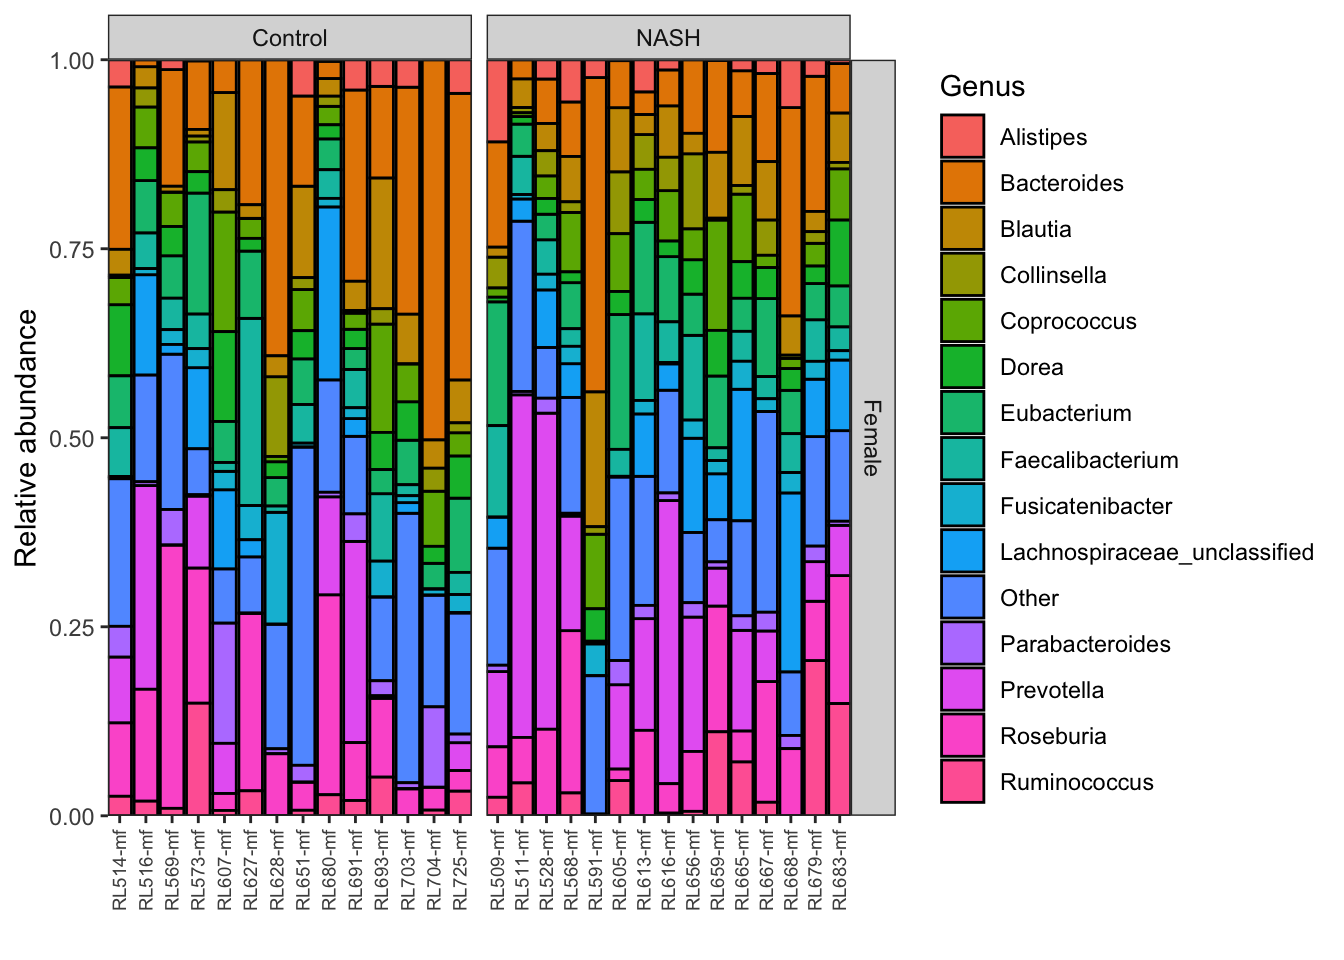 Control
NASH
Female
Relative abundance
1.00
0.75
0.50
0.25
0.00
RL514-mf
RL516-mf
RL569-mf
RL573-mf
RL607-mf
RL627-mf
RL628-mf
RL651-mf
RL680-mf
RL691-mf
RL693-mf
RL703-mf
RL704-mf
RL725-mf
RL509-mf
RL511-mf
RL528-mf
RL568-mf
RL591-mf
RL605-mf
RL613-mf
RL616-mf
RL656-mf
RL659-mf
RL665-mf
RL667-mf
RL668-mf
RL679-mf
RL683-mf
Genus
Alistipes
Bacteroides
Blautia
Collinsella
Coprococcus
Dorea
Eubacterium
Faecalibacterium
Fusicatenibacter
Lachnospiraceae_unclassified
Other
Parabacteroides
Prevotella
Roseburia
Ruminococcus